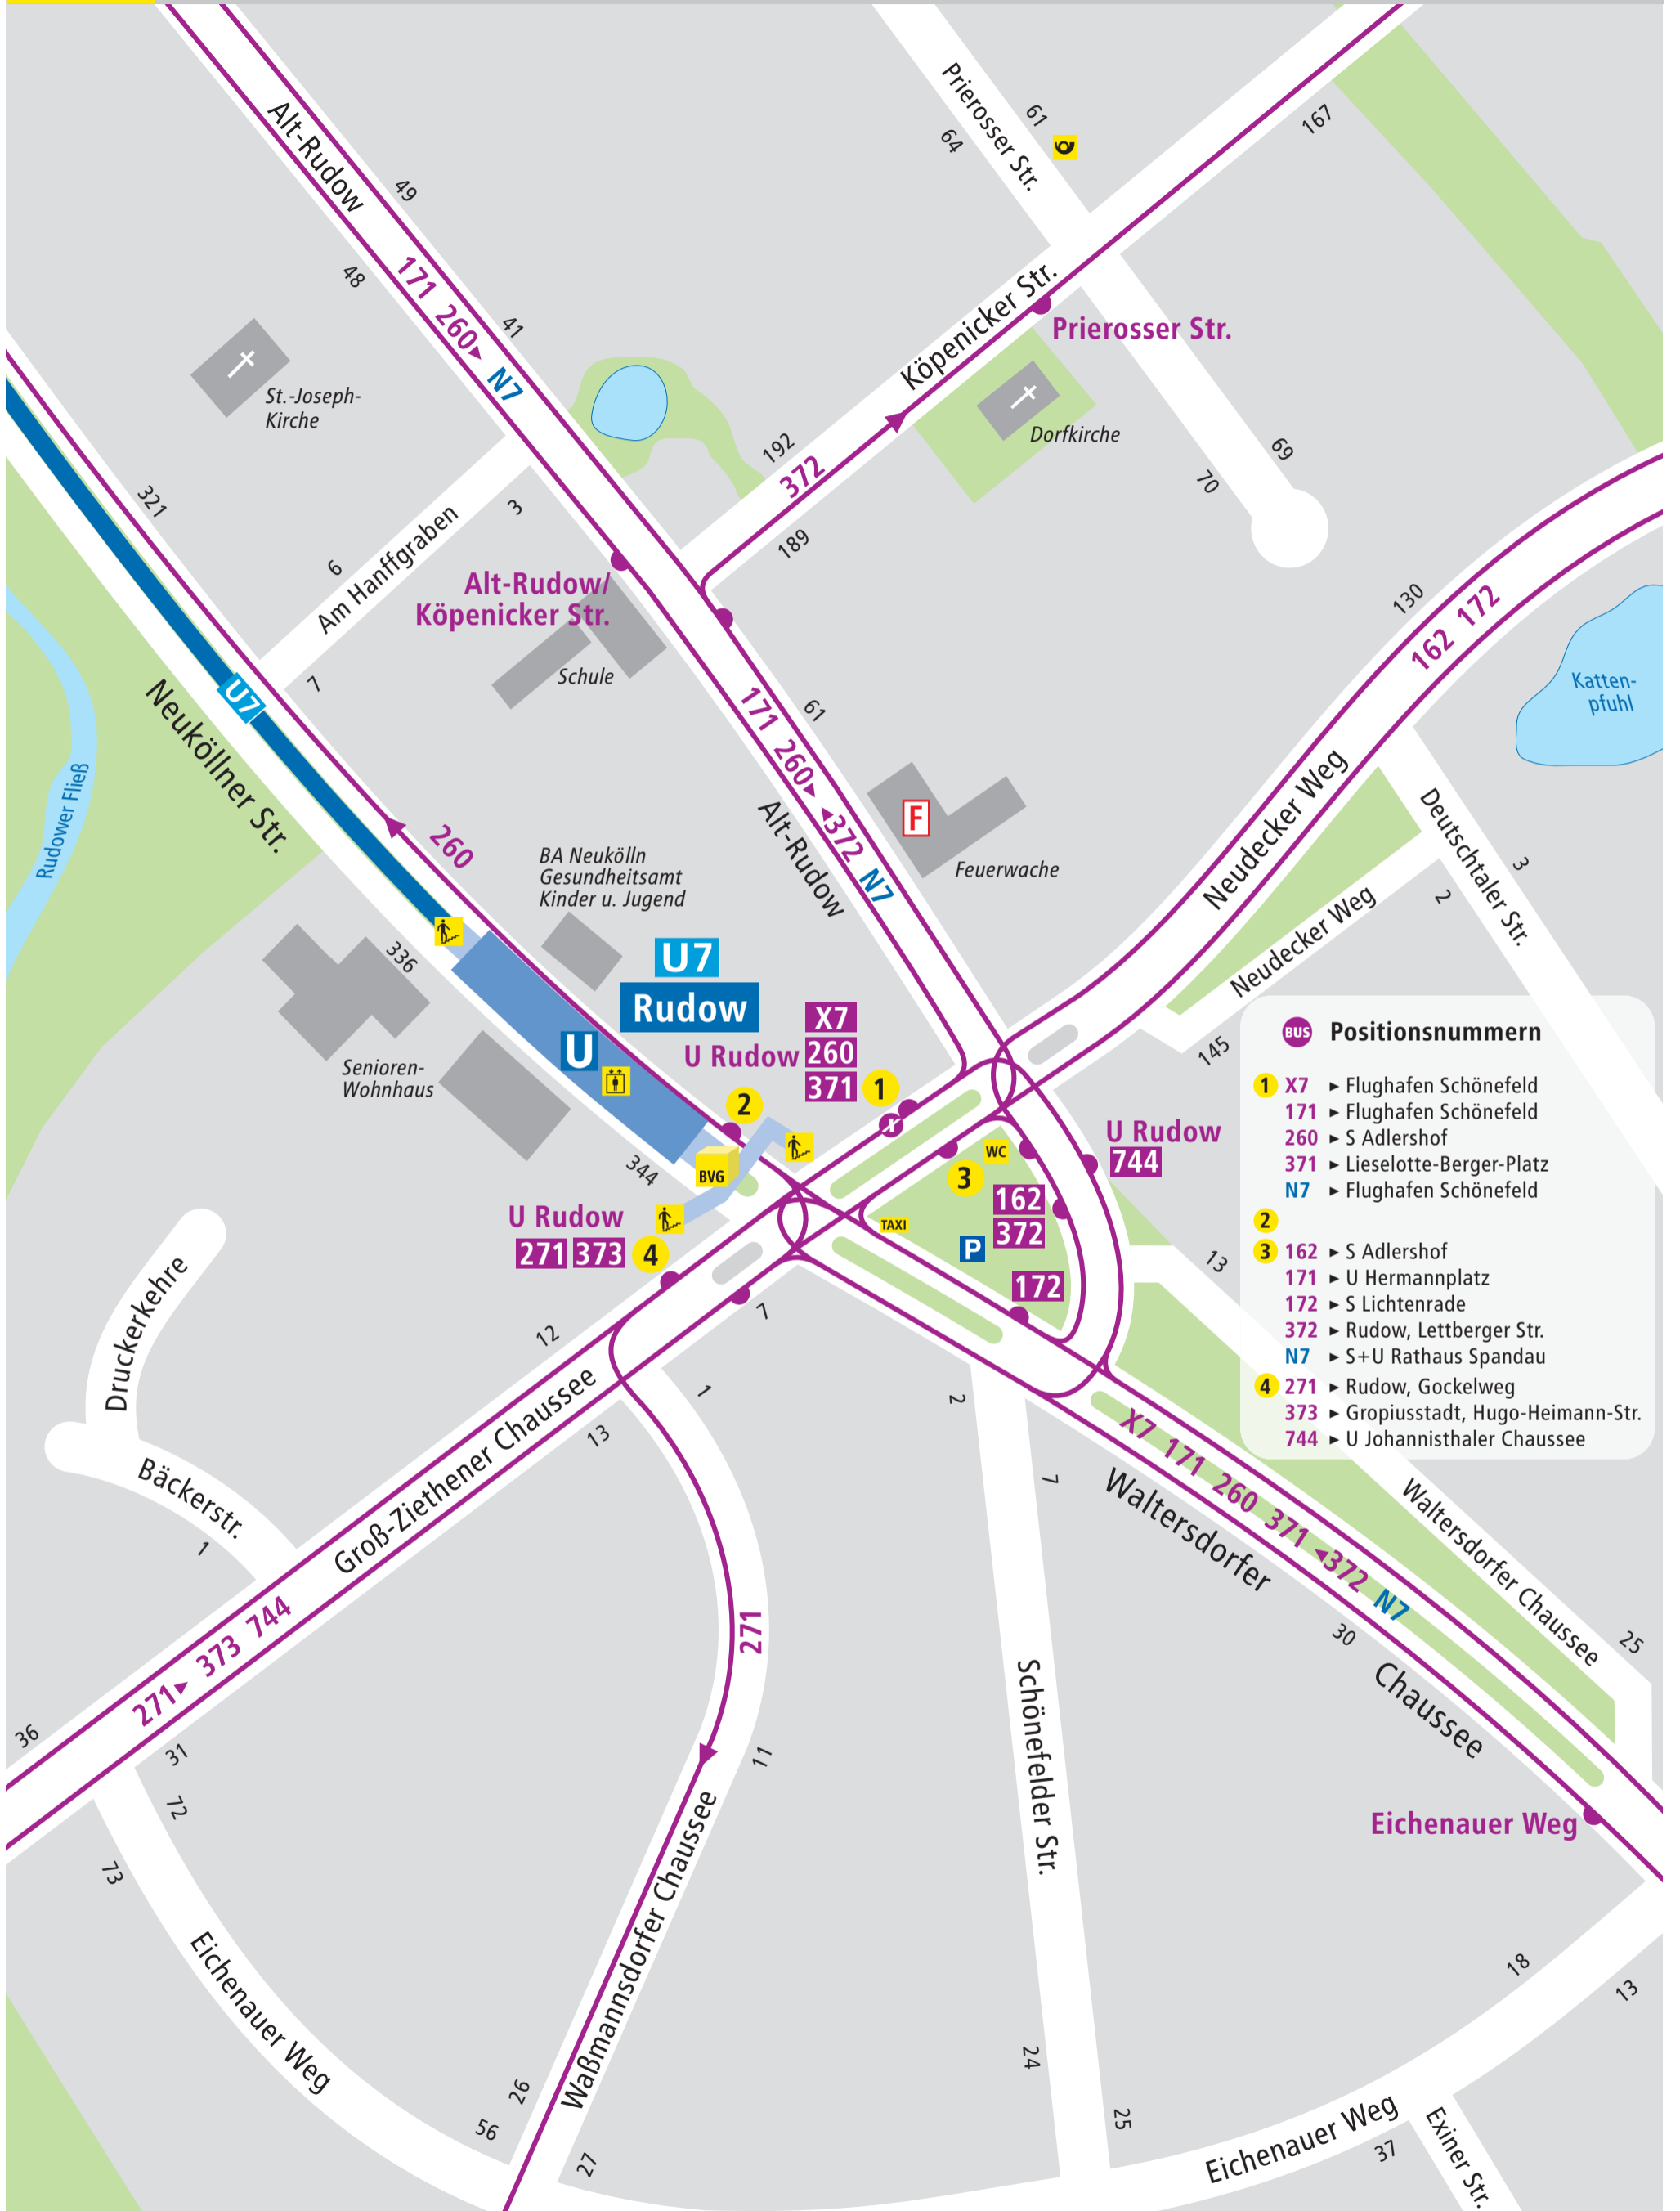 Alt-Rudow
49
48
171 260▸ N7
41
Prierosser Str.
61
64
167
Köpenicker Str.
Prierosser Str.
St.-Joseph-
Kirche
Dorfkirche
192
372
189
69
70
321
3
6
Am Hanffgraben
7
Alt-Rudow/
Köpenicker Str.
Schule
130
162 172
Katten-
pfuhl
U7
Neuköllner Str.
Rudower Fließ
171 260▸ ◂372 N7
61
Alt-Rudow
F
Feuerwache
Neudecker Weg
Deutschtaler Str.
3
2
Neudecker Weg
145
260
BA Neukölln
Gesundheitsamt
Kinder u. Jugend
336
U7
Rudow
U
Senioren-
Wohnhaus
X7
U Rudow 260
371 1
2
344
BVG
U Rudow
271 373 4
3
WC
TAXI
P
162
372
172
U Rudow
744
13
BUS Positionsnummern
1 X7 ▸ Flughafen Schönefeld
171 ▸ Flughafen Schönefeld
260 ▸ S Adlershof
371 ▸ Lieselotte-Berger-Platz
N7 ▸ Flughafen Schönefeld
2
3 162 ▸ S Adlershof
171 ▸ U Hermannplatz
172 ▸ S Lichtenrade
372 ▸ Rudow, Lettberger Str.
N7 ▸ S+U Rathaus Spandau
4 271 ▸ Rudow, Gockelweg
373 ▸ Gropiusstadt, Hugo-Heimann-Str.
744 ▸ U Johannisthaler Chaussee
Druckerkehre
Bäckerstr.
1
12
7
1
13
Groß-Ziethener Chaussee
271▸ 373 744
36
31
72
73
271
11
Waßmannsdorfer Chaussee
2
7
X7 171 260 371 ◂372 N7
Waltersdorfer
Chaussee
30
Waltersdorfer Chaussee
25
Schönefelder Str.
Eichenauer Weg
Eichenauer Weg
56
26
27
24
25
18
13
Eichenauer Weg
37
Exiner Str.